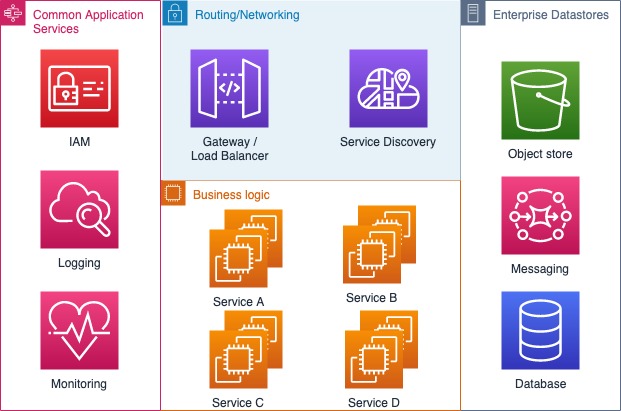 Common Application
Services
IAM
Logging
Monitoring
Routing/Networking
Gateway /
Load Balancer
Service Discovery
Business logic
Service A
Service B
Service C
Service D
Enterprise Datastores
Object store
Messaging
Database